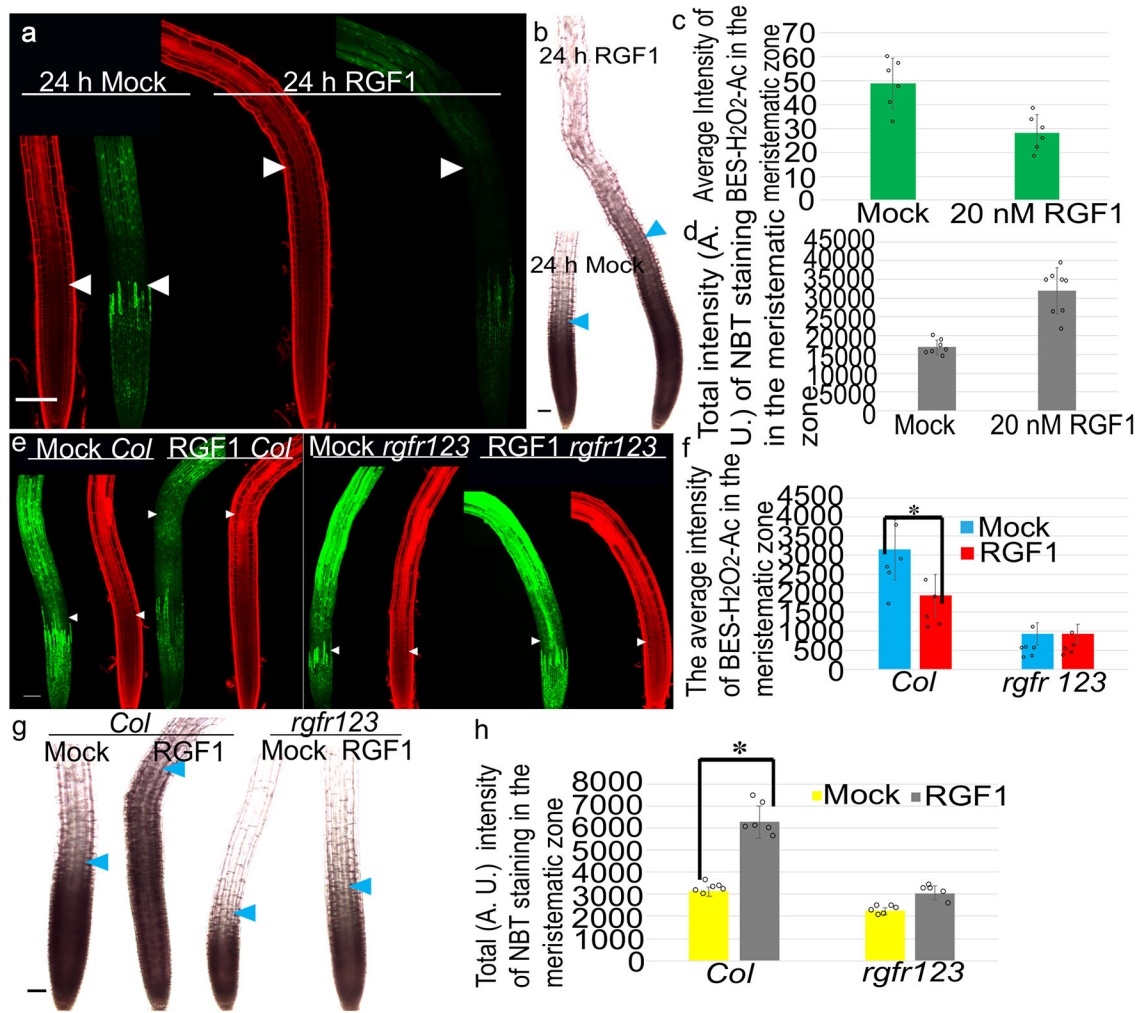 a
24 h Mock
24 h RGF1
b
24 h RGF1
24 h Mock
c
Average Intensity of
BES-H2O2-Ac in the
meristematic zone
70
60
50
40
30
20
10
0
Mock
20 nM RGF1
d
Total intensity (A.
U.) of NBT staining
in the meristematic
zone
45000
40000
35000
30000
25000
20000
15000
10000
5000
0
Mock
20 nM RGF1
e
Mock Col
RGF1 Col
Mock rgfr123
RGF1 rgfr123
f
The average intensity
of BES-H2O2-Ac in the
meristematic zone
4500
4000
3500
3000
2500
2000
1500
1000
500
0
*
Mock
RGF1
Col
rgfr 123
g
Col
rgfr123
Mock
RGF1
Mock
RGF1
h
Total (A. U.) intensity
of NBT staining in the
meristematic zone
8000
7000
6000
5000
4000
3000
2000
1000
0
*
Mock
RGF1
Col
rgfr123